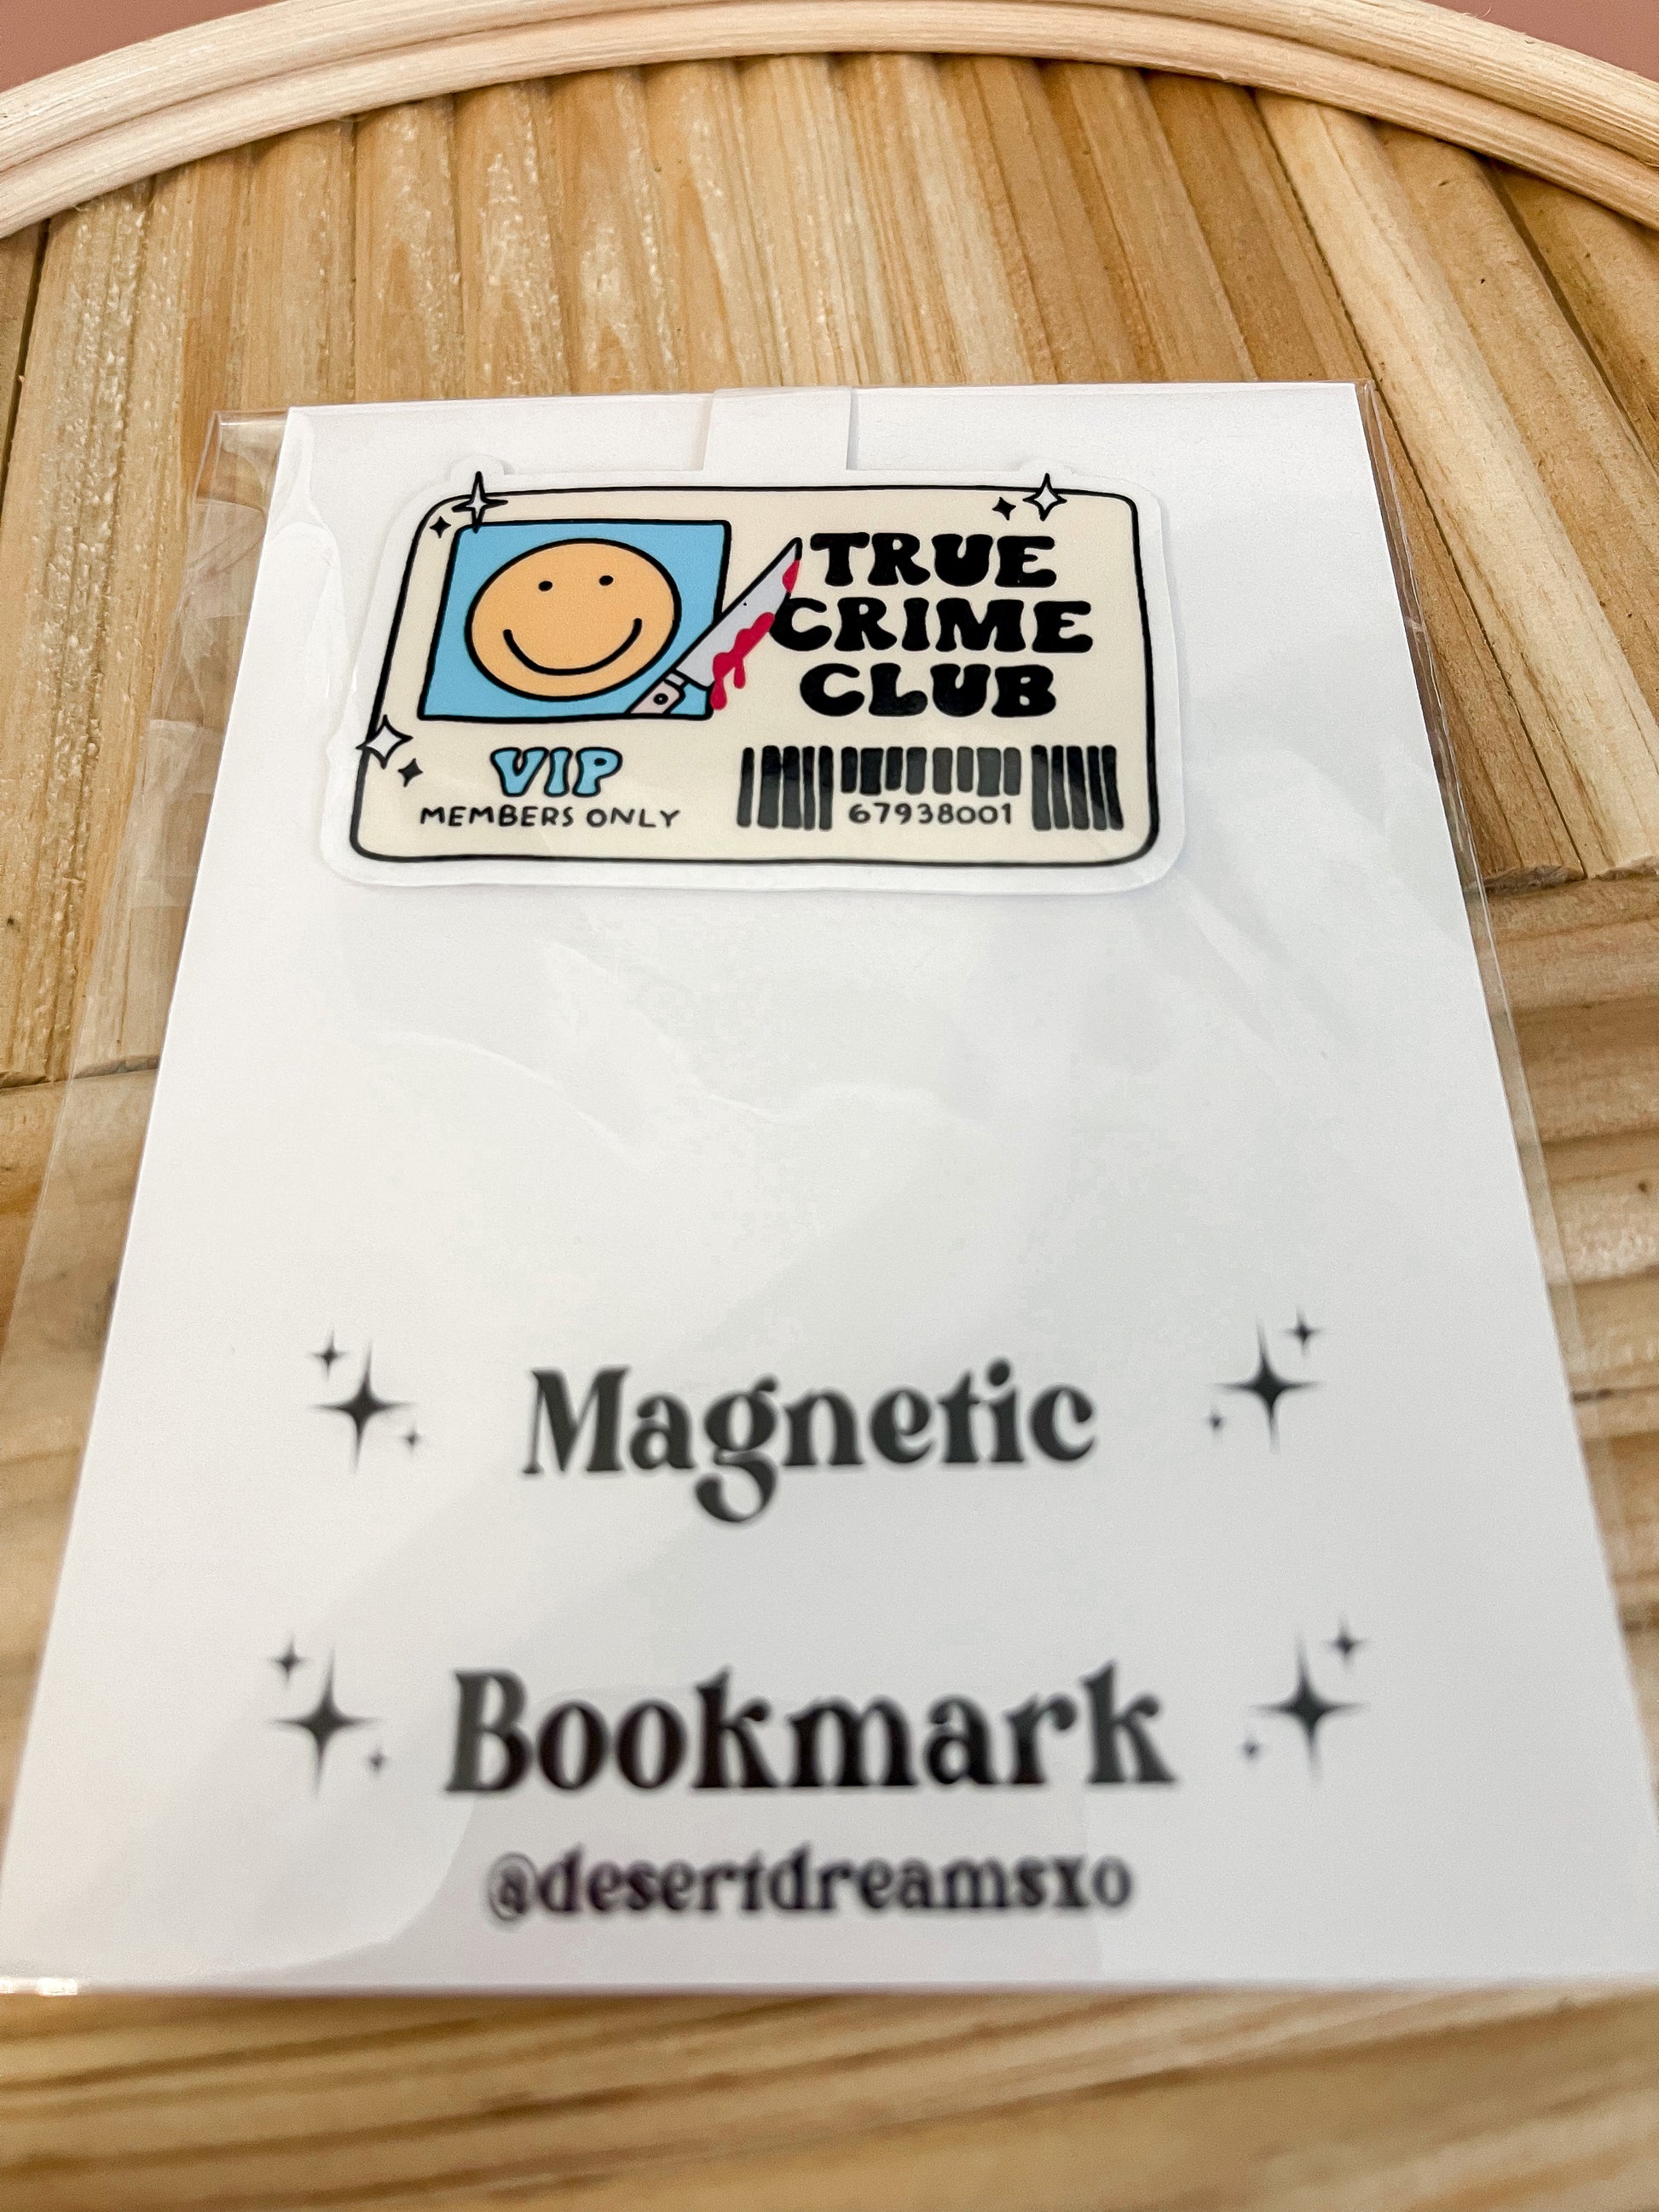 TRUE
CRIME
CLUB
VIP
MEMBERS ONLY
67938001
Magnetic
Bookmark
@desertdreamsxo